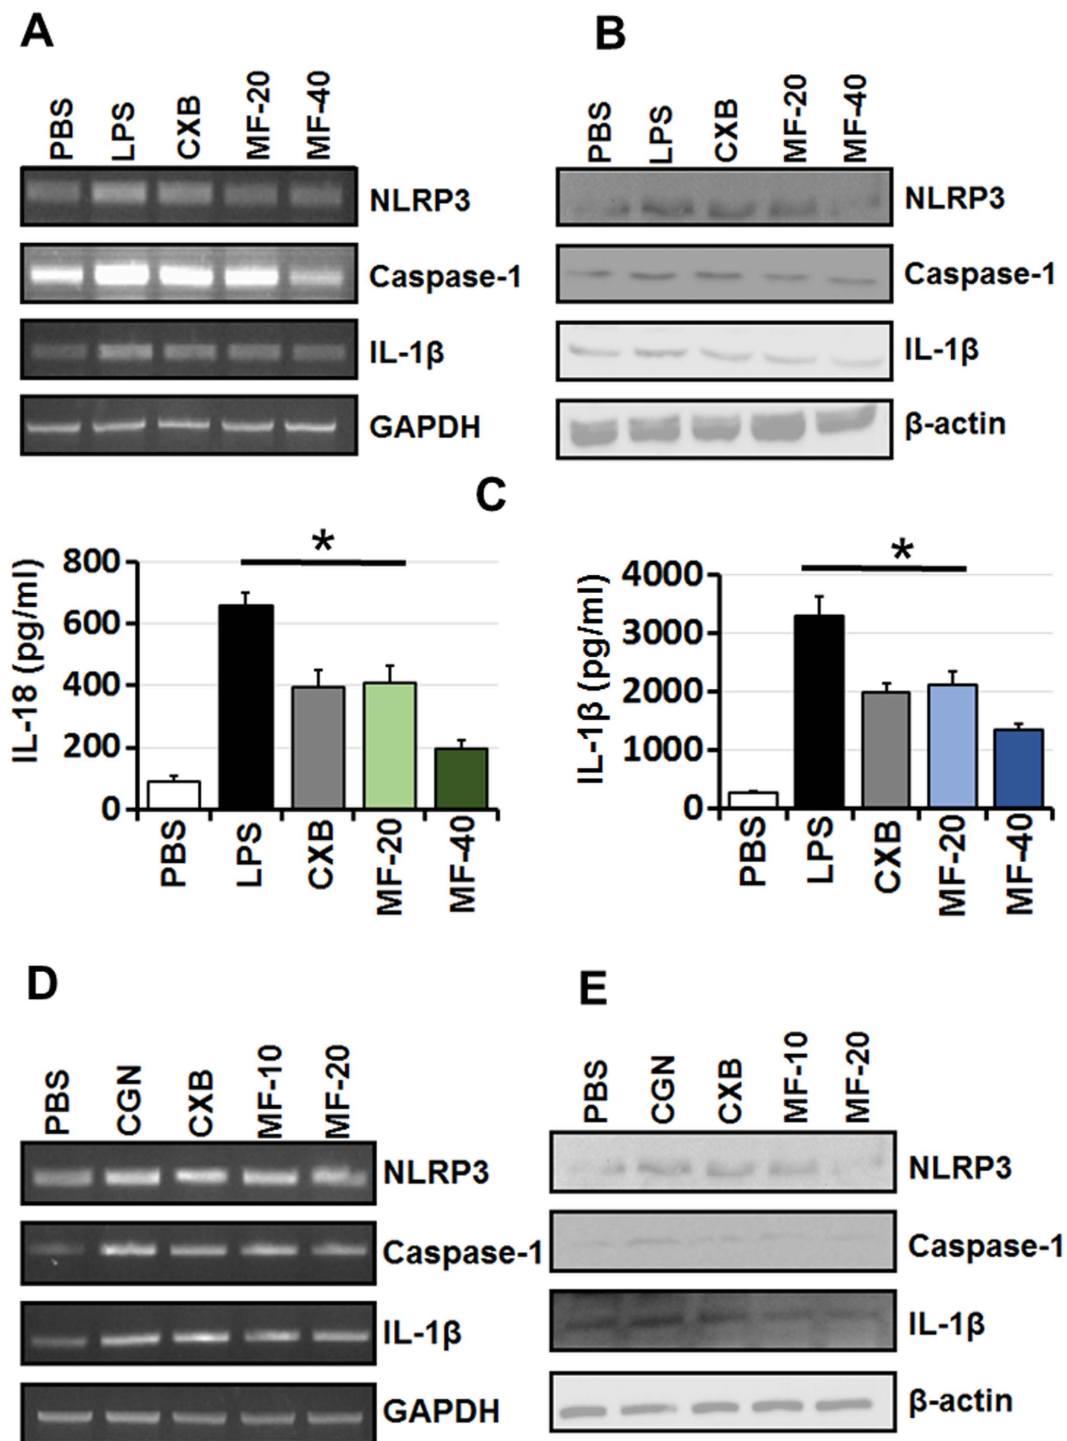 A
B
PBS LPS CXB MF-20 MF-40
PBS LPS CXB MF-20 MF-40
NLRP3
NLRP3
Caspase-1
Caspase-1
IL-1β
IL-1β
GAPDH
β-actin
C
*
IL-18 (pg/ml)
800
600
400
200
0
PBS LPS CXB MF-20 MF-40
*
IL-1β (pg/ml)
4000
3000
2000
1000
0
PBS LPS CXB MF-20 MF-40
D
E
PBS CGN CXB MF-10 MF-20
PBS CGN CXB MF-10 MF-20
NLRP3
NLRP3
Caspase-1
Caspase-1
IL-1β
IL-1β
GAPDH
β-actin